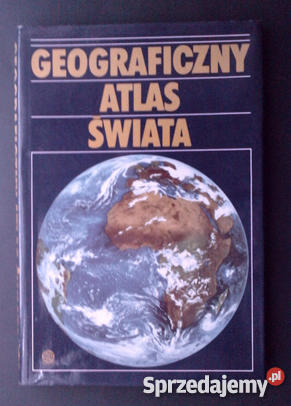 GEOGRAFICZNY
ATLAS
ŚWIATA
Sprzedajemy.pl